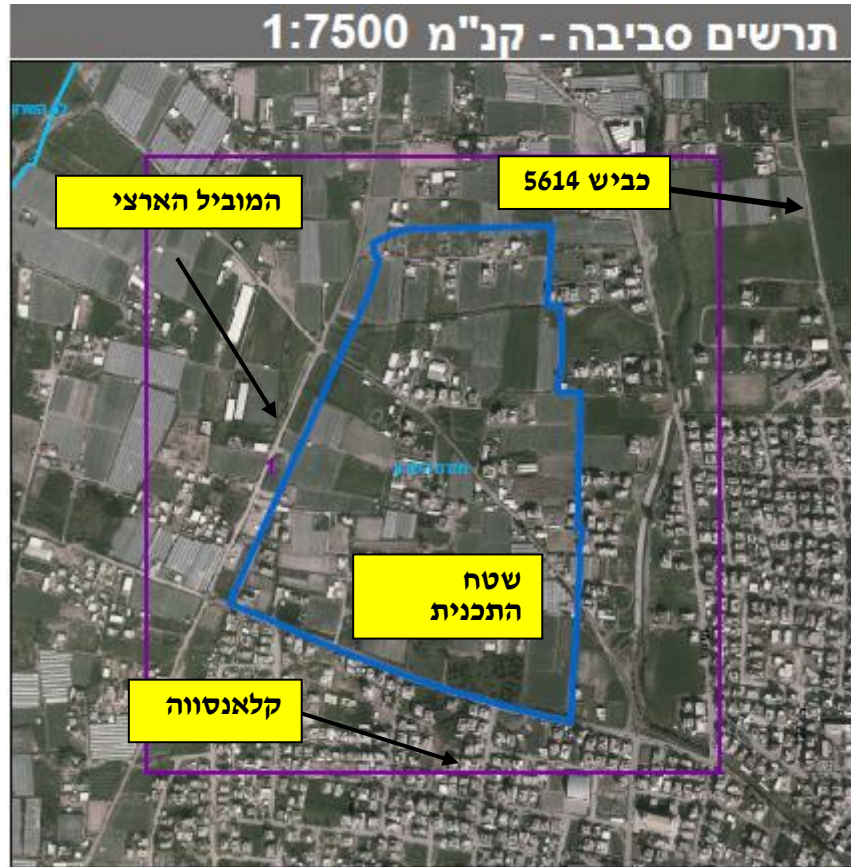 תרשים סביבה - קנ"מ 1:7500
כביש 5614
המוביל הארצי
שטח
התכנית
קלאנסווה